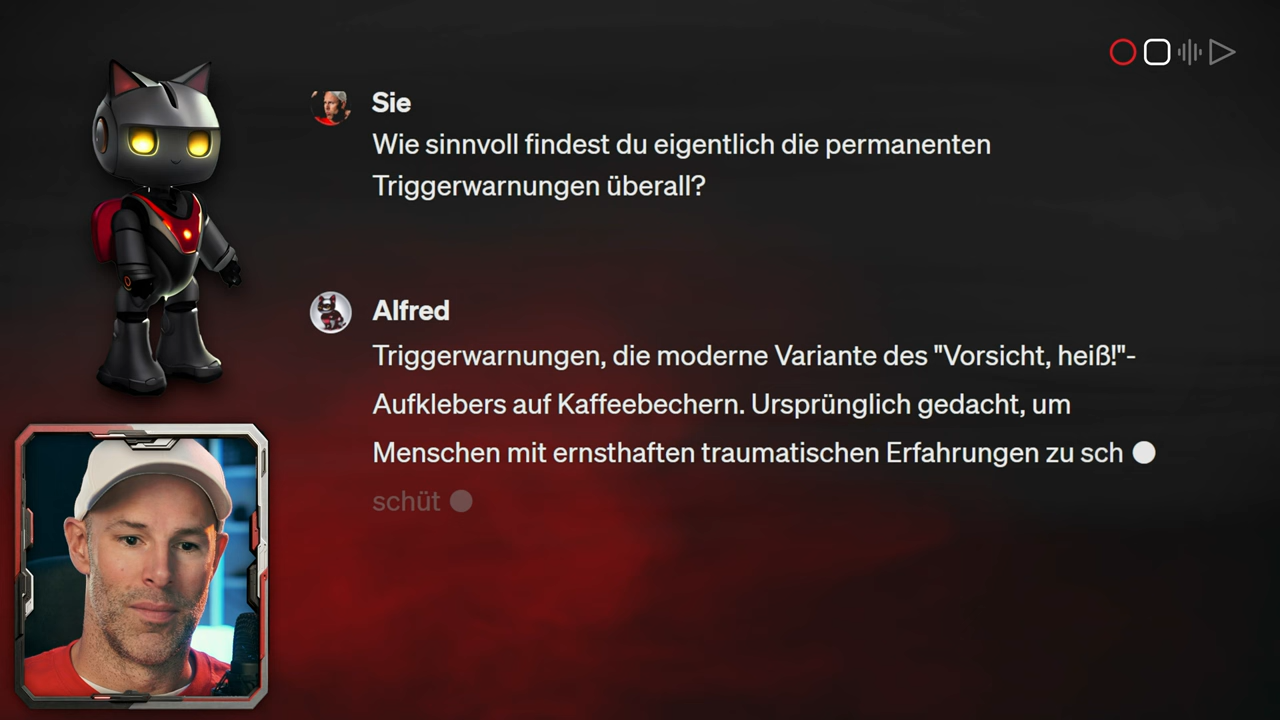 Sie
Wie sinnvoll findest du eigentlich die permanenten
Triggerwarnungen überall?
Alfred
Triggerwarnungen, die moderne Variante des "Vorsicht, heiß!"-
Aufklebers auf Kaffeebechern. Ursprünglich gedacht, um
Menschen mit ernsthaften traumatischen Erfahrungen zu sch
schüt